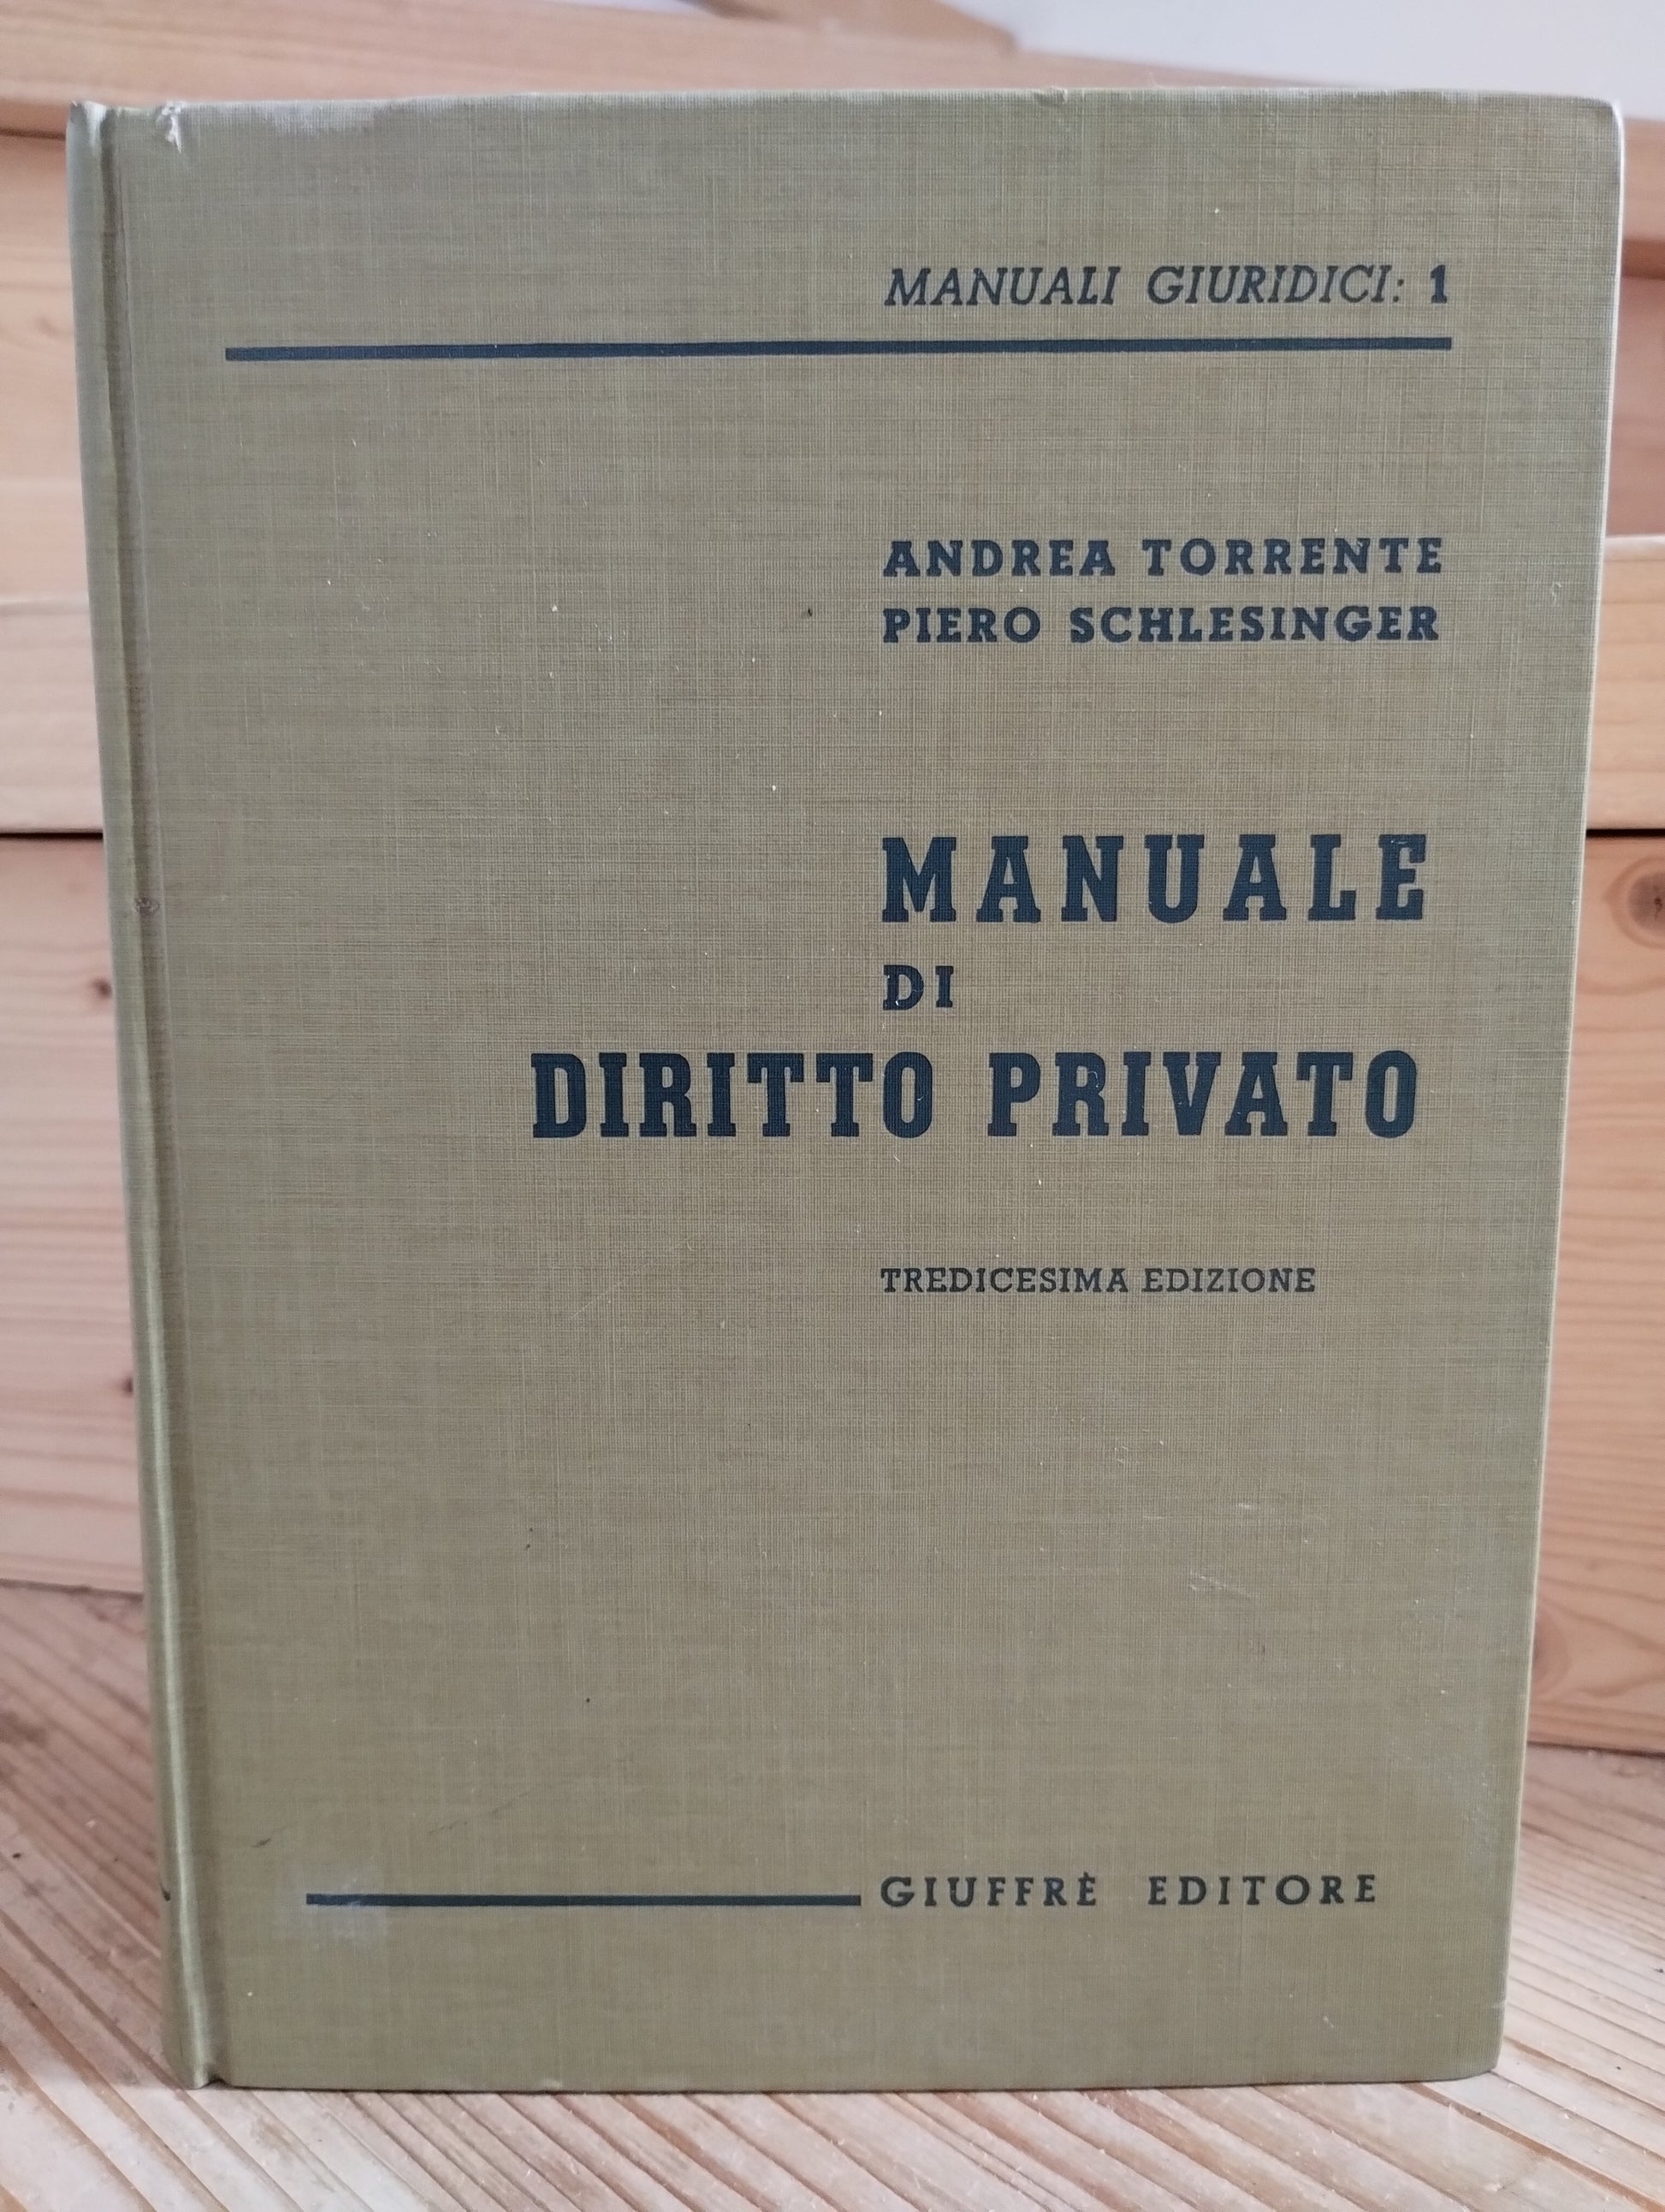 MANUALI GIURIDICI: 1
ANDREA TORRENTE
PIERO SCHLESINGER
MANUALE
DI
DIRITTO PRIVATO
TREDICESIMA EDIZIONE
GIUFFRÈ EDITORE